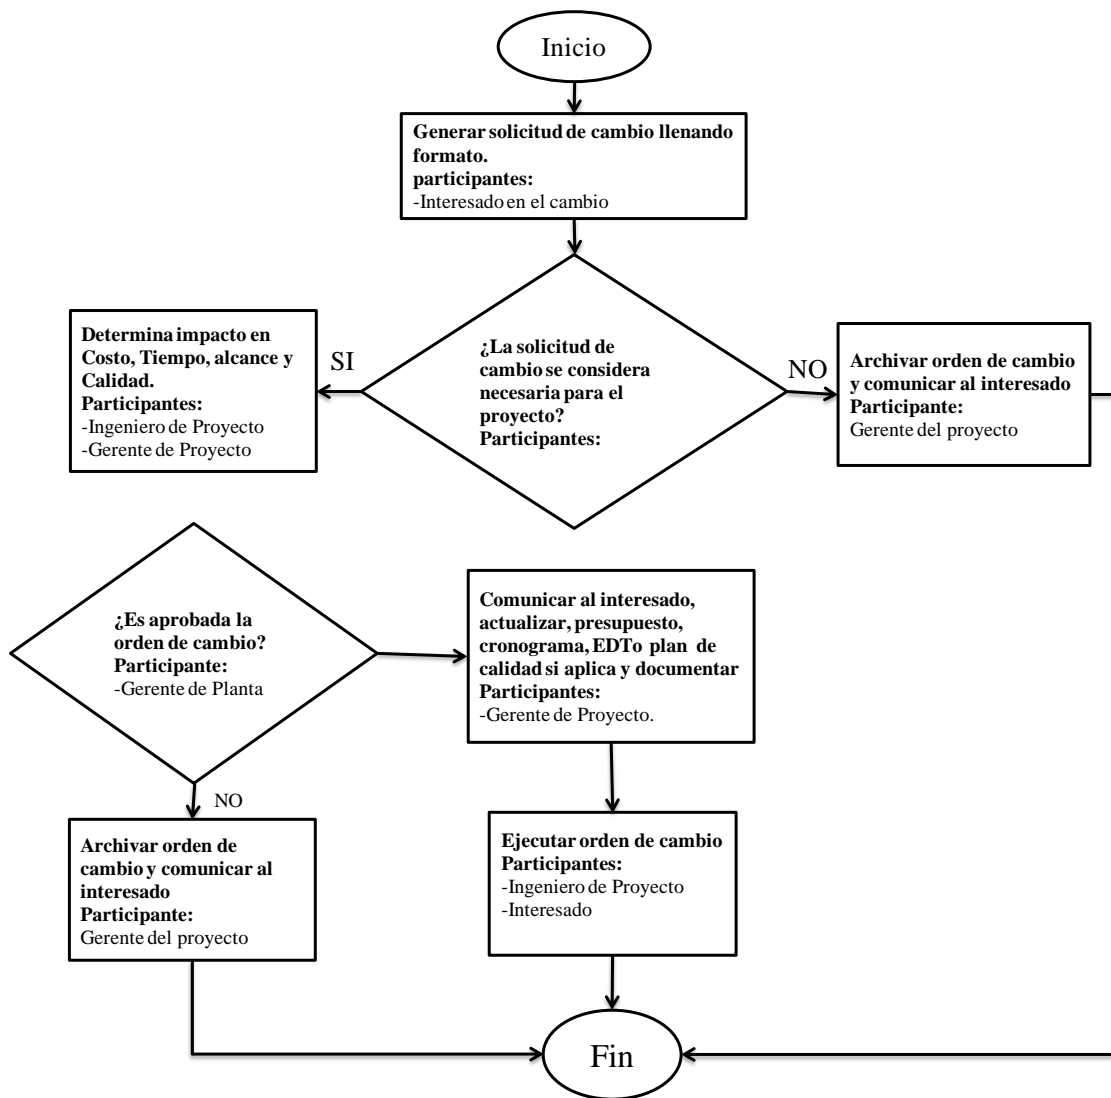 Inicio
Generar solicitud de cambio llenando
formato.
participantes:
-Interesado en el cambio
¿La solicitud de
cambio se considera
necesaria para el
proyecto?
Participantes:
SI
Determina impacto en
Costo, Tiempo, alcance y
Calidad.
Participantes:
-Ingeniero de Proyecto
-Gerente de Proyecto
NO
Archivar orden de cambio
y comunicar al interesado
Participante:
Gerente del proyecto
¿Es aprobada la
orden de cambio?
Participante:
-Gerente de Planta
Comunicar al interesado,
actualizar, presupuesto,
cronograma, EDTo plan de
calidad si aplica y documentar
Participantes:
-Gerente de Proyecto.
NO
Archivar orden de
cambio y comunicar al
interesado
Participante:
Gerente del proyecto
Ejecutar orden de cambio
Participantes:
-Ingeniero de Proyecto
-Interesado
Fin